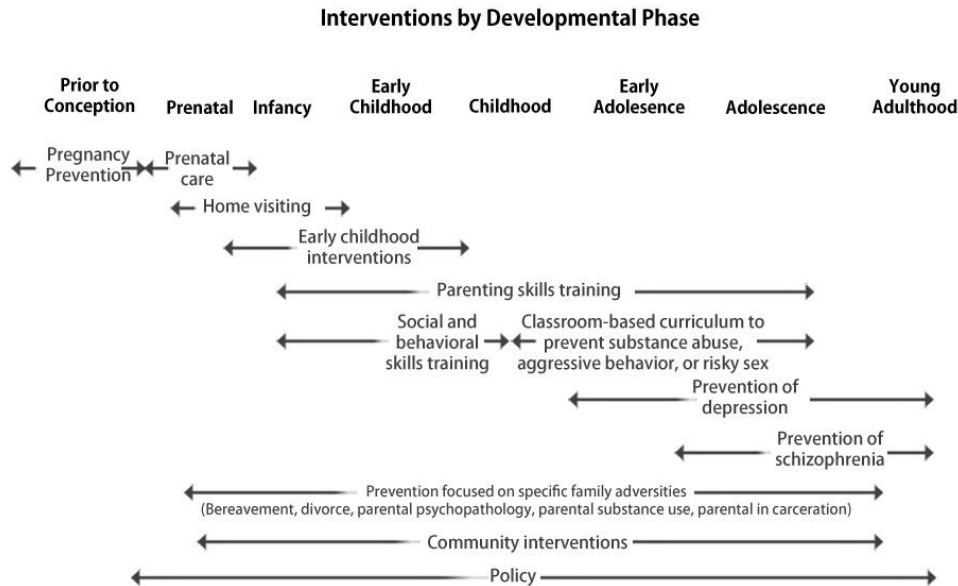 Interventions by Developmental Phase
Prior to
Conception
Prenatal
Infancy
Early
Childhood
Childhood
Early
Adolesence
Adolescence
Young
Adulthood
Pregnancy
Prevention
Prenatal
care
Home visiting
Early childhood
interventions
Parenting skills training
Social and
behavioral
skills training
Classroom-based curriculum to
prevent substance abuse,
aggressive behavior, or risky sex
Prevention of
depression
Prevention of
schizophrenia
Prevention focused on specific family adversities
(Bereavement, divorce, parental psychopathology, parental substance use, parental in carceration)
Community interventions
Policy